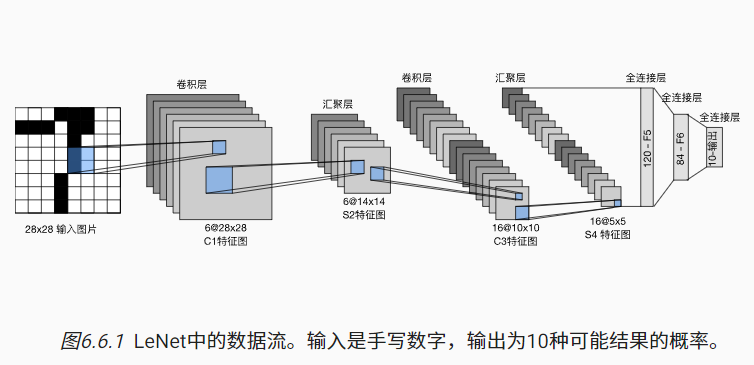 卷积层
汇聚层
卷积层
汇聚层
全连接层
全连接层
全连接层
120 - F5
84 - F6
10-输出
28x28 输入图片
6@28x28
C1特征图
6@14x14
S2特征图
16@10x10
C3特征图
16@5x5
S4 特征图
图6.6.1 LeNet中的数据流。输入是手写数字，输出为10种可能结果的概率。